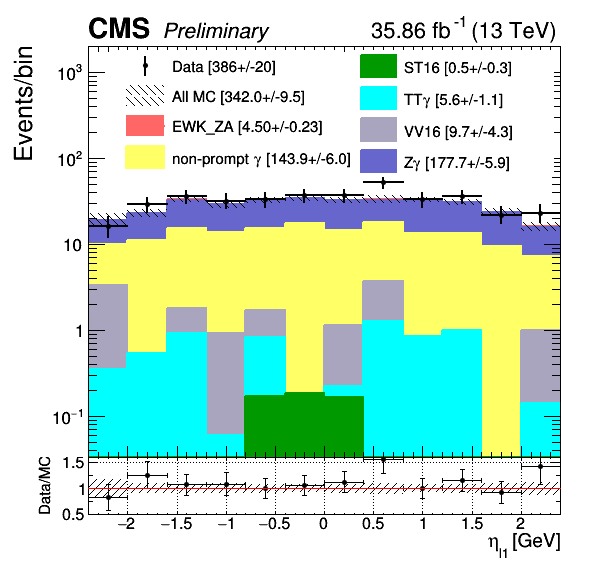 CMS Preliminary 35.86 fb⁻¹ (13 TeV)
Events/bin
Data [386+/-20]
All MC [342.0+/-9.5]
EWK_ZA [4.50+/-0.23]
non-prompt γ [143.9+/-6.0]
ST16 [0.5+/-0.3]
TTγ [5.6+/-1.1]
VV16 [9.7+/-4.3]
Zγ [177.7+/-5.9]
10³
10²
10
1
10⁻¹
Data/MC
1.5
1
0.5
−2 −1.5 −1 −0.5 0 0.5 1 1.5 2
η_l1 [GeV]